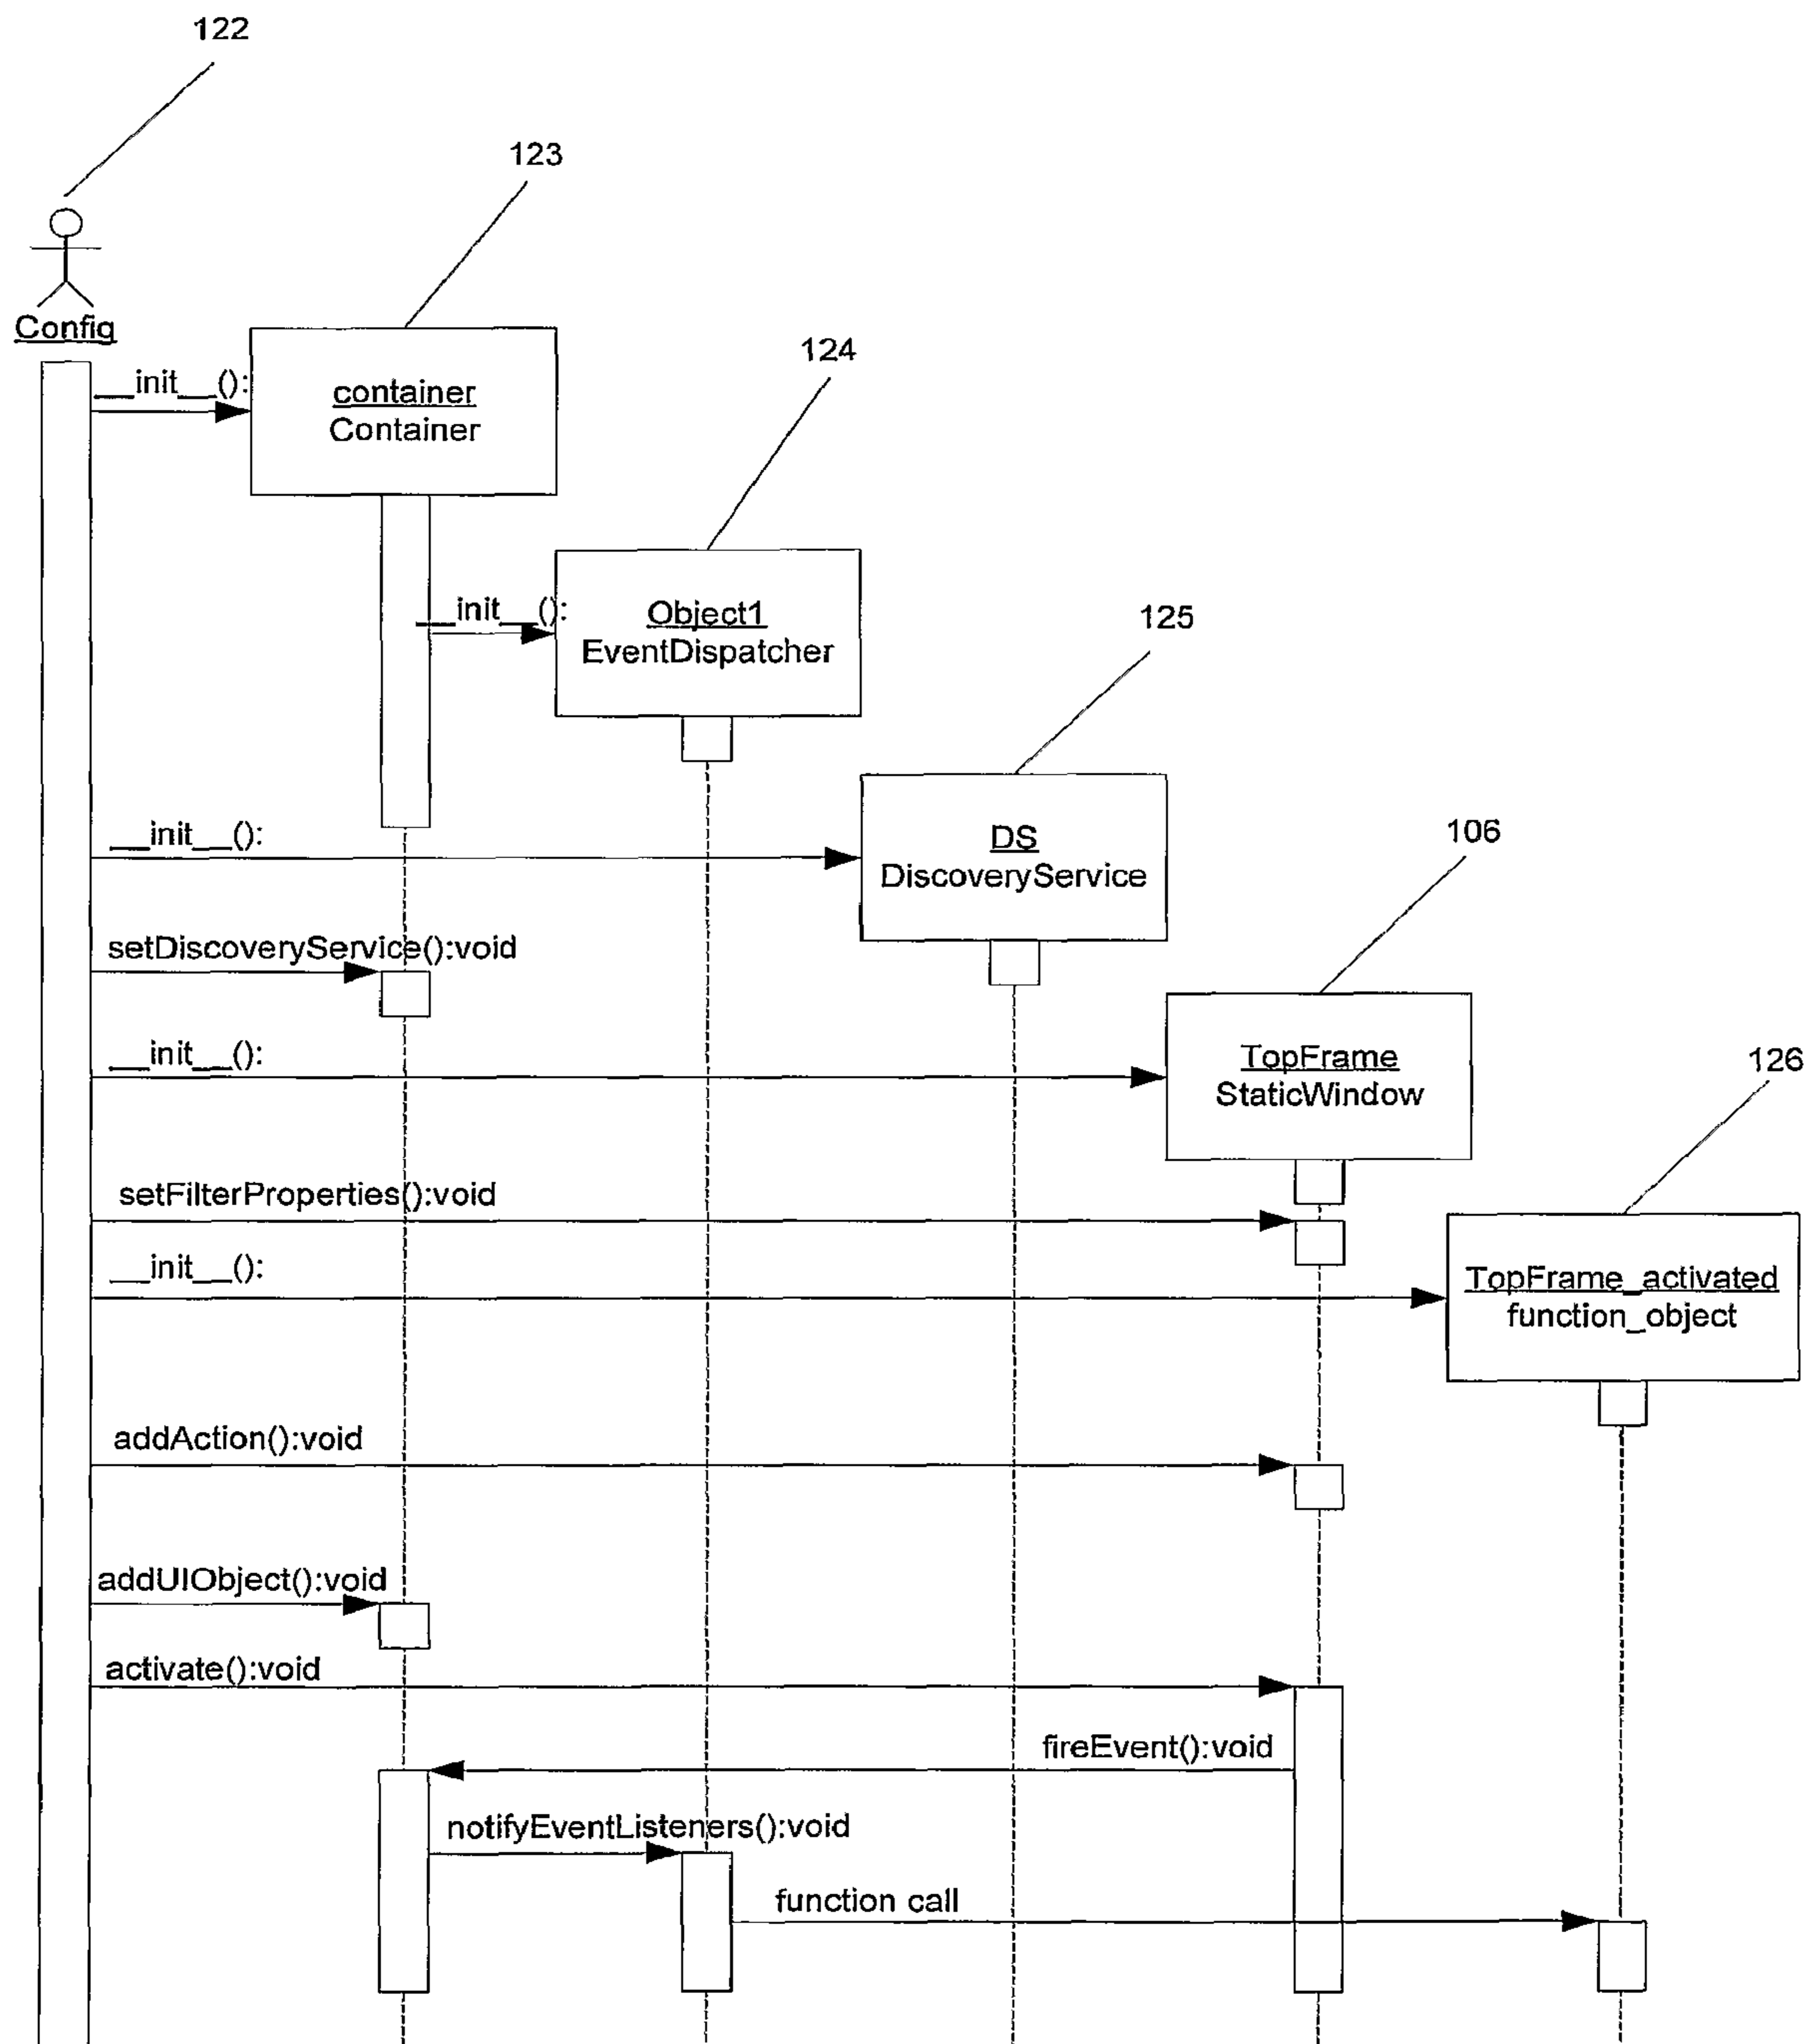 122
123
Config
__init__():
container
Container
124
__init__():
Object1
EventDispatcher
125
__init__():
DS
DiscoveryService
106
setDiscoveryService():void
__init__():
TopFrame
StaticWindow
126
setFilterProperties():void
__init__():
TopFrame_activated
function_object
addAction():void
addUIObject():void
activate():void
fireEvent():void
notifyEventListeners():void
function call